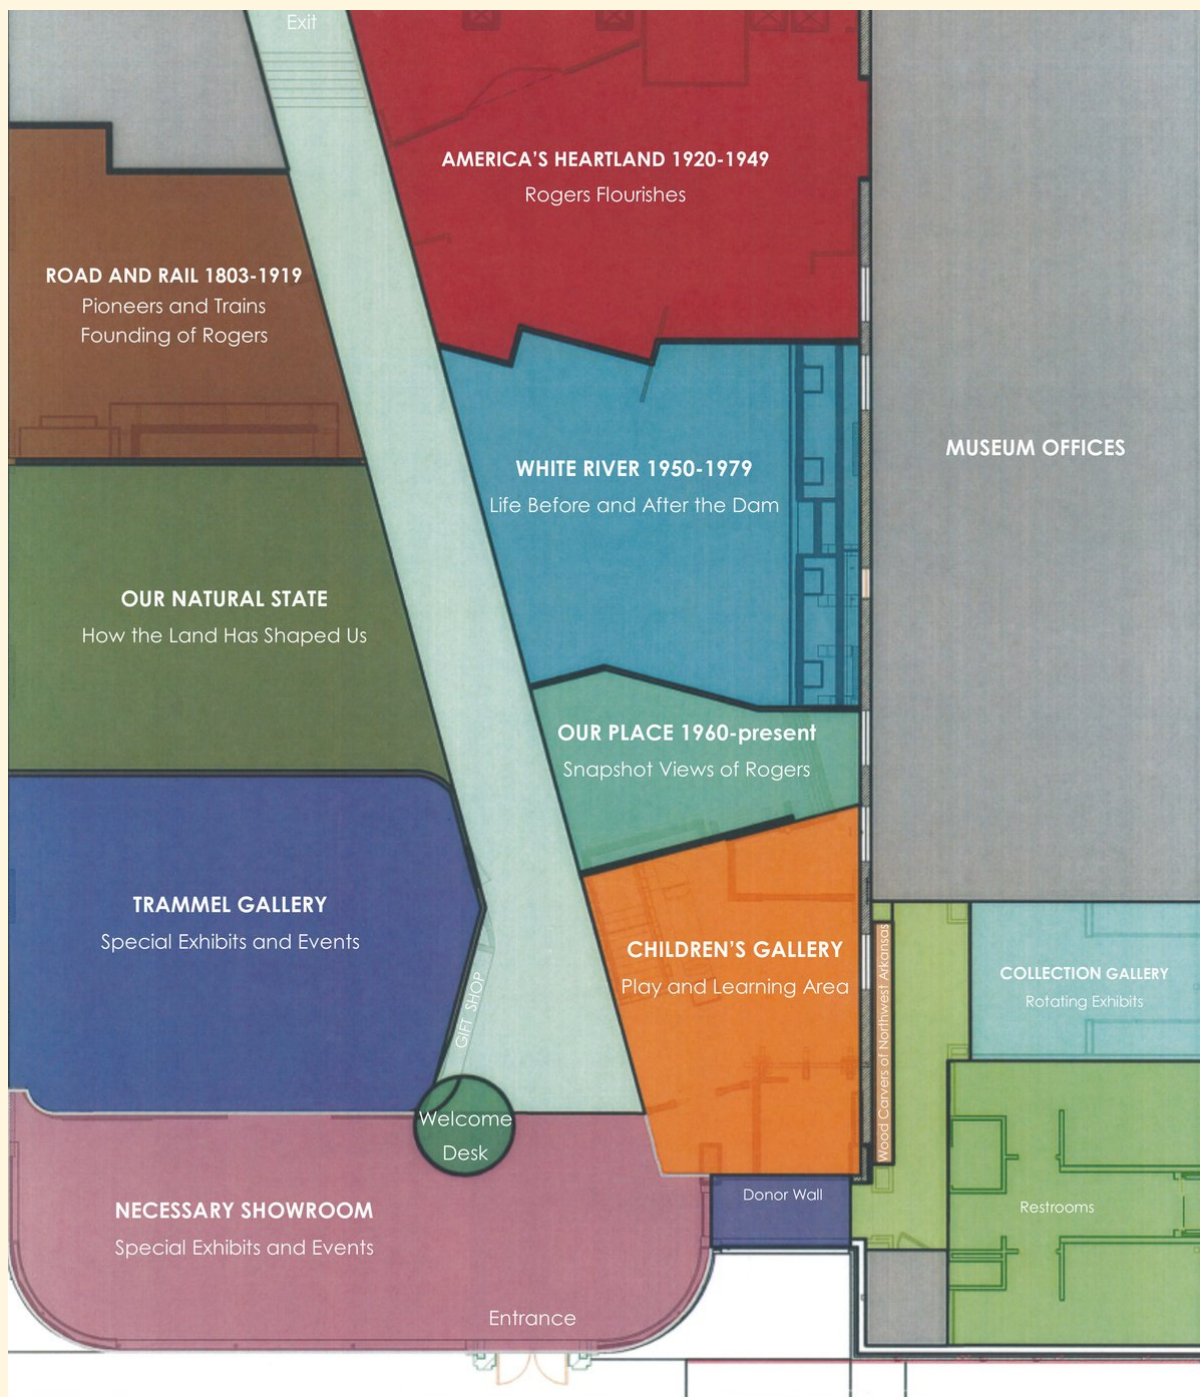 Exit
AMERICA'S HEARTLAND 1920-1949
Rogers Flourishes
ROAD AND RAIL 1803-1919
Pioneers and Trains
Founding of Rogers
MUSEUM OFFICES
WHITE RIVER 1950-1979
Life Before and After the Dam
OUR NATURAL STATE
How the Land Has Shaped Us
OUR PLACE 1960-present
Snapshot Views of Rogers
TRAMMEL GALLERY
Special Exhibits and Events
GIFT SHOP
CHILDREN'S GALLERY
Play and Learning Area
Wood Carvers of Northwest Arkansas
COLLECTION GALLERY
Rotating Exhibits
Welcome
Desk
Donor Wall
Restrooms
NECESSARY SHOWROOM
Special Exhibits and Events
Entrance